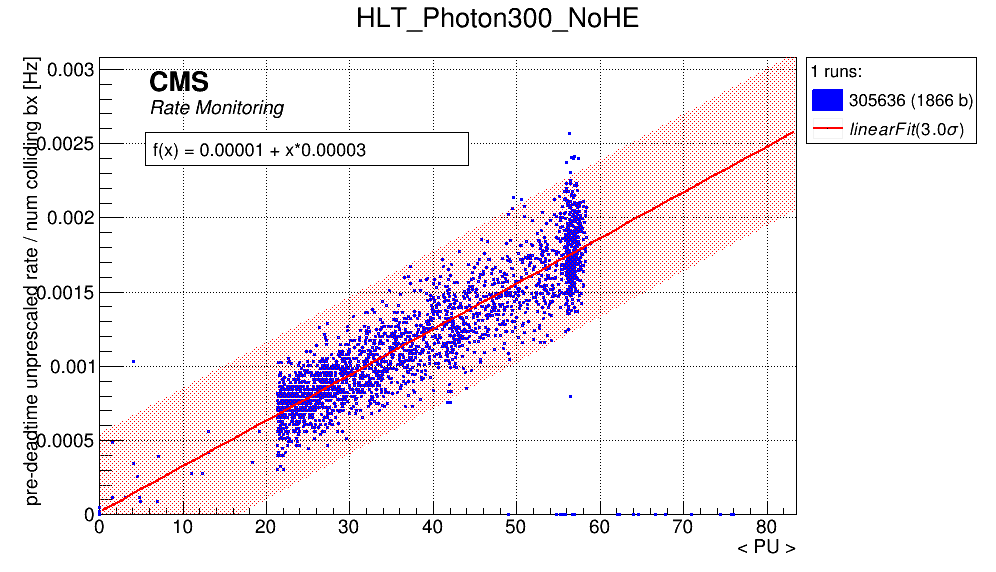 HLT_Photon300_NoHE
pre-deadtime unprescaled rate / num colliding bx [Hz]
0.003
0.0025
0.002
0.0015
0.001
0.0005
0
CMS
Rate Monitoring
f(x) = 0.00001 + x*0.00003
1 runs:
305636 (1866 b)
linearFit(3.0σ)
0 10 20 30 40 50 60 70 80
< PU >